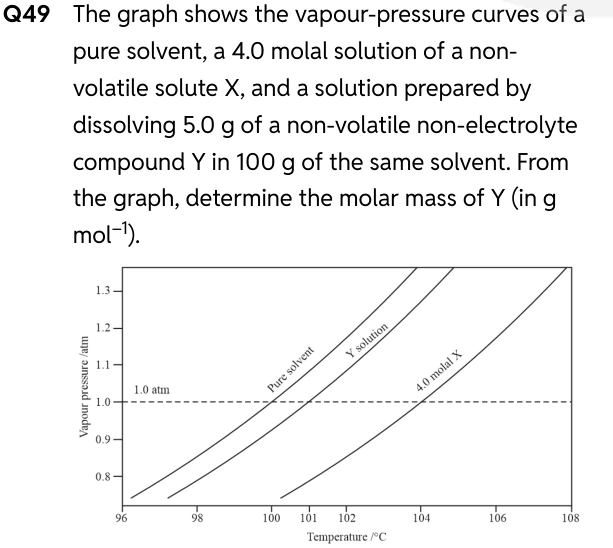 Q49 The graph shows the vapour-pressure curves of a
pure solvent, a 4.0 molal solution of a non-
volatile solute X, and a solution prepared by
dissolving 5.0 g of a non-volatile non-electrolyte
compound Y in 100 g of the same solvent. From
the graph, determine the molar mass of Y (in g
mol⁻¹).
1.3
1.2
1.1
1.0
0.9
0.8
Vapour pressure /atm
1.0 atm
Pure solvent
Y solution
4.0 molal X
96 98 100 101 102 104 106 108
Temperature /°C